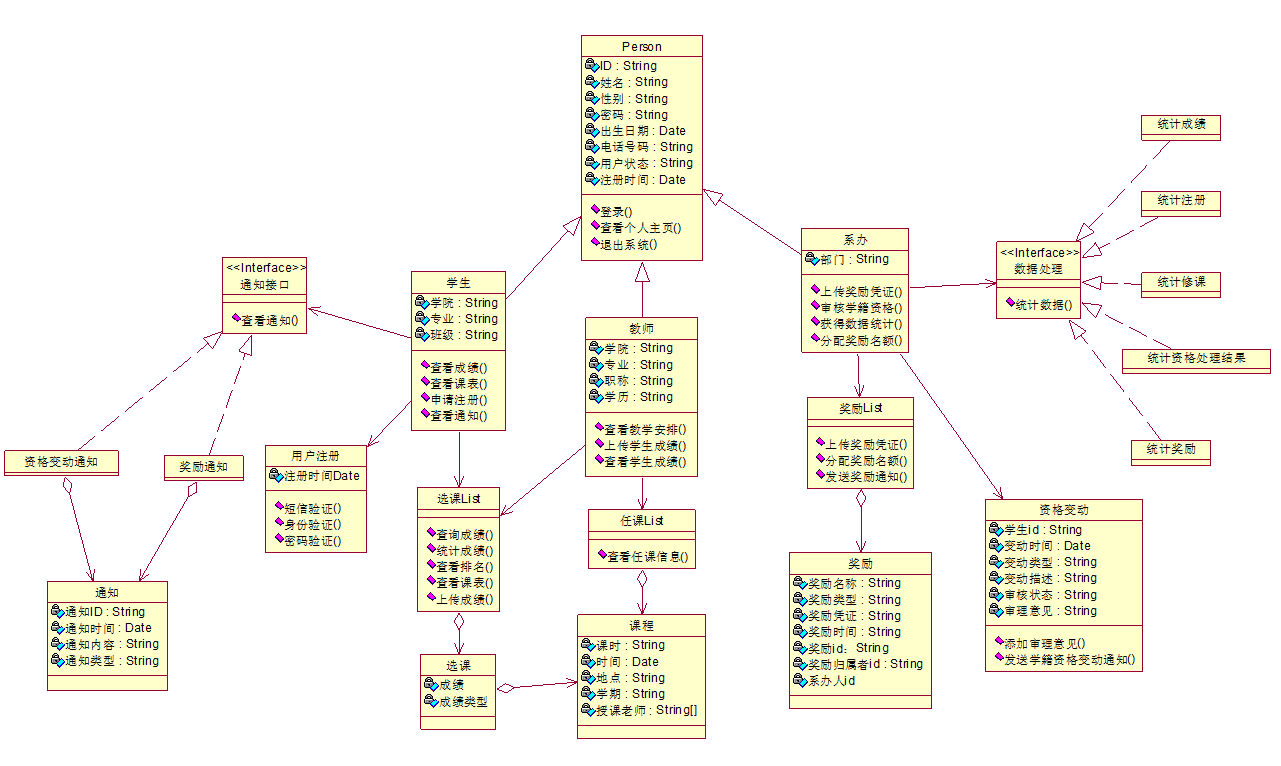 Person
ID : String
姓名 : String
性别 : String
密码 : String
出生日期 : Date
电话号码 : String
用户状态 : String
注册时间 : Date
登录()
查看个人主页()
退出系统()
<<Interface>>
通知接口
查看通知()
学生
学院 : String
专业 : String
班级 : String
查看成绩()
查看课表()
申请注册()
查看通知()
教师
学院 : String
专业 : String
职称 : String
学历 : String
查看教学安排()
上传学生成绩()
查看学生成绩()
系办
部门 : String
上传奖励凭证()
审核学籍资格()
获得数据统计()
分配奖励名额()
<<Interface>>
数据处理
统计数据()
统计成绩
统计注册
统计修课
统计资格处理结果
统计奖励
资格变动通知
奖励通知
用户注册
注册时间Date
短信验证()
身份验证()
密码验证()
选课List
查询成绩()
统计成绩()
查看排名()
查看课表()
上传成绩()
任课List
查看任课信息()
奖励List
上传奖励凭证()
分配奖励名额()
发送奖励通知()
资格变动
学生id : String
变动时间 : Date
变动类型 : String
变动描述 : String
审核状态 : String
审理意见 : String
添加审理意见()
发送学籍资格变动通知()
通知
通知ID : String
通知时间 : Date
通知内容 : String
通知类型 : String
选课
成绩
成绩类型
课程
课时 : String
时间 : Date
地点 : String
学期 : String
授课老师 : String[]
奖励
奖励名称 : String
奖励类型 : String
奖励凭证 : String
奖励时间 : String
奖励id： String
奖励归属者id : String
系办人id